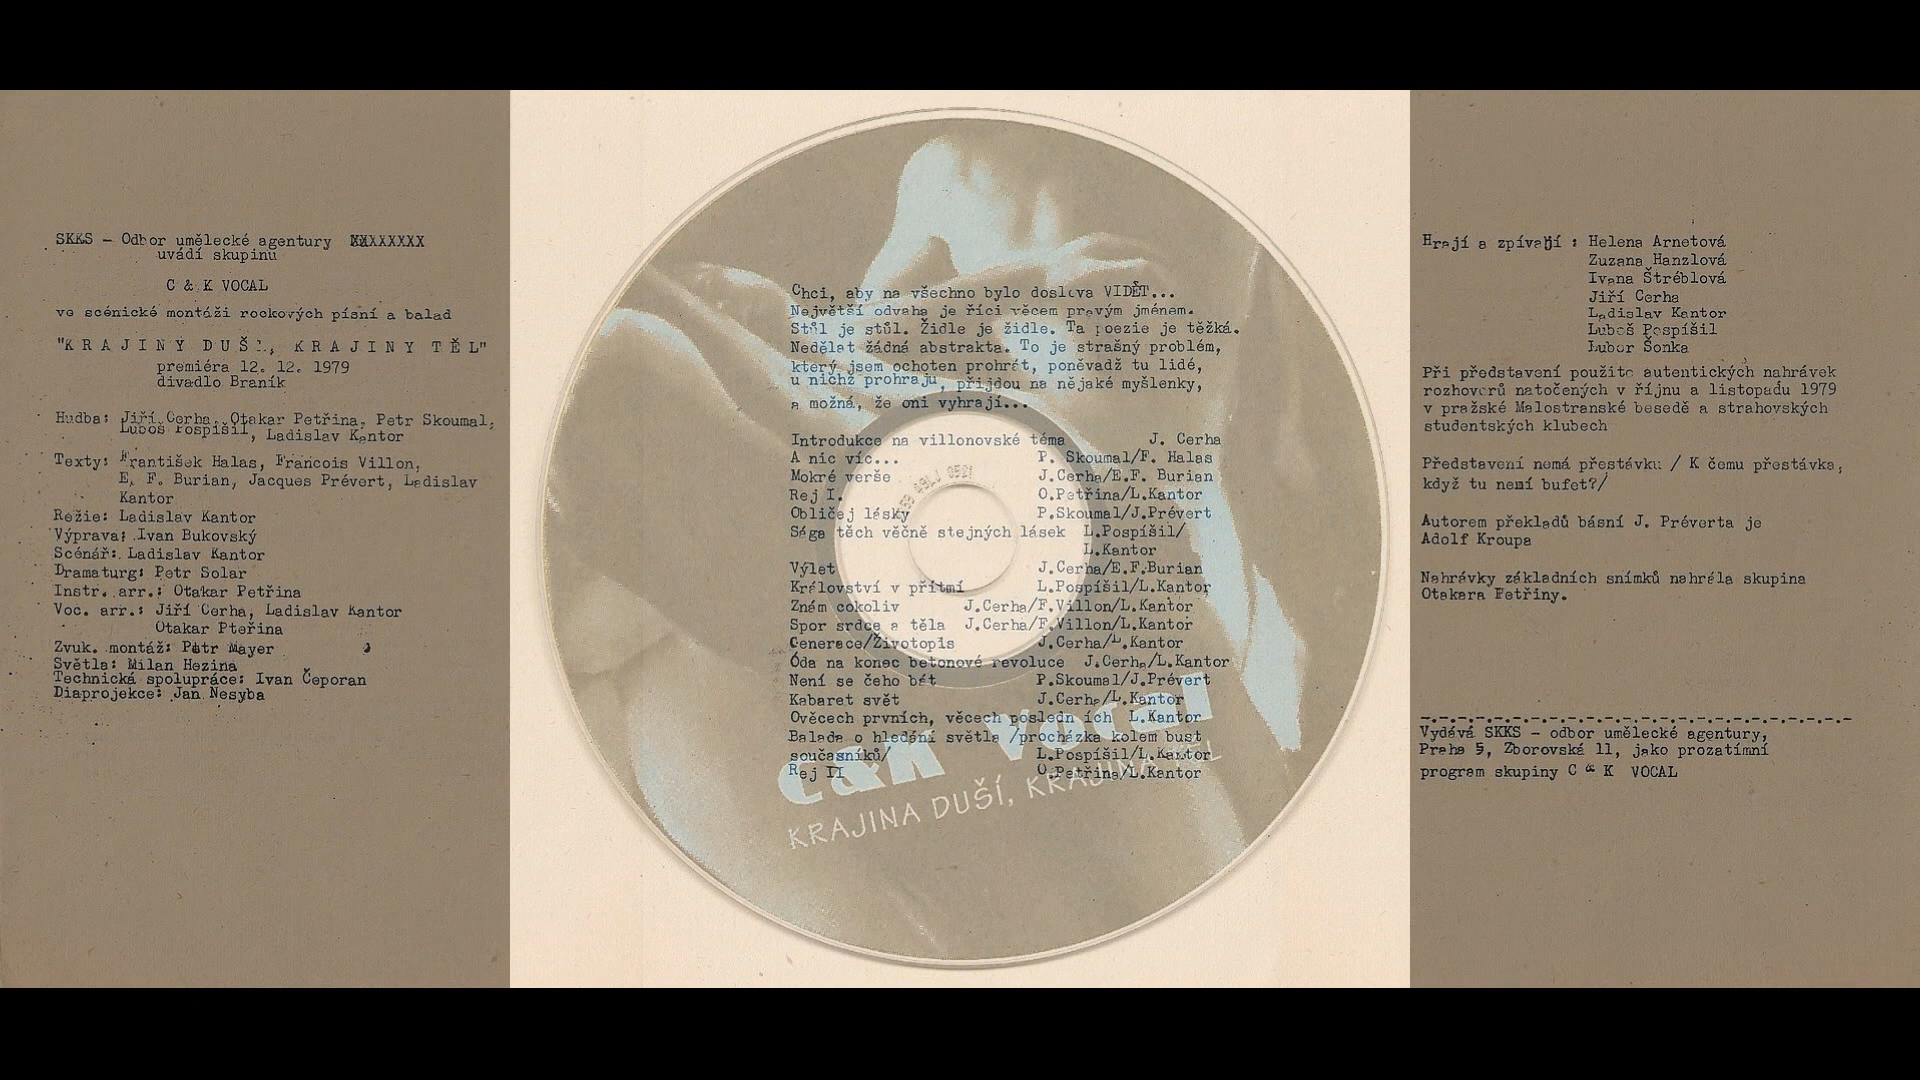 SKKS - Odbor umělecké agentury XXXXXXXX
uvádí skupinu
C & K VOCAL
ve scénické montáži rockových písní a balad
"K R A J I N Y D U Š Í, K R A J I N Y T Ě L"
premiéra 12. 12. 1979
divadlo Braník
Hudba: Jiří Cerha, Otakar Petřina, Petr Skoumal,
Luboš Pospíšil, Ladislav Kantor
Texty: František Halas, Francois Villon,
E. F. Burian, Jacques Prévert, Ladislav
Kantor
Režie: Ladislav Kantor
Výprava: Ivan Bukovský
Scénář: Ladislav Kantor
Dramaturg: Petr Solar
Instr. arr.: Otakar Petřina
Voc. arr.: Jiří Cerha, Ladislav Kantor
Otakar Pteřina
Zvuk. montáž: Petr Mayer
Světla: Milan Hezina
Technická spolupráce: Ivan Čeporan
Diaprojekce: Jan Nesyba
Chci, aby na všechno bylo doslova VIDĚT...
Největší odvaha je říci věcem pravým jménem.
Stůl je stůl. Židle je židle. Ta poezie je těžká.
Nedělat žádná abstrakta. To je strašný problém,
který jsem ochoten prohrát, poněvadž tu lidé,
u nichž prohraju, přijdou na nějaké myšlenky,
a možná, že oni vyhrají...
Introdukce na villonovské téma J. Cerha
A nic víc... P. Skoumal/F. Halas
Mokré verše J.Cerha/E.F. Burian
Rej I. O.Petřina/L.Kantor
Obličej lásky P.Skoumal/J.Prévert
Sága těch věčně stejných lásek L.Pospíšil/
L.Kantor
Výlet J.Cerha/E.F.Burian
Království v přítmí L.Pospíšil/L.Kantor
Znám cokoliv J.Cerha/F.Villon/L.Kantor
Spor srdce a těla J.Cerha/F.Villon/L.Kantor
Generace/Životopis J.Cerha/L.Kantor
Óda na konec betonové revoluce J.Cerha/L.Kantor
Není se čeho bát P.Skoumal/J.Prévert
Kabaret svět J.Cerha/L.Kantor
Ověcech prvních, věcech posledn ích L.Kantor
Balada o hledání světla /procházka kolem bust
současníků/ L.Pospíšil/L.Kantor
Rej II O.Petřina/L.Kantor
C&K Vocal
KRAJINA DUŠÍ, KRAJINA TĚL
Hrají a zpívají : Helena Arnetová
Zuzana Hanzlová
Ivana Štréblová
Jiří Cerha
Ladislav Kantor
Luboš Pospíšil
Lubor Šonka
Při představení použito autentických nahrávek
rozhovorů natočených v říjnu a listopadu 1979
v pražské Malostranské besedě a strahovských
studentských klubech
Představení nemá přestávku / K čemu přestávka,
když tu není bufet?/
Autorem překladů básní J. Préverta je
Adolf Kroupa
Nahrávky základních snímků nahrála skupina
Otakara Petřiny.
Vydává SKKS - odbor umělecké agentury,
Praha 5, Zborovská 11, jako prozatímní
program skupiny C & K VOCAL